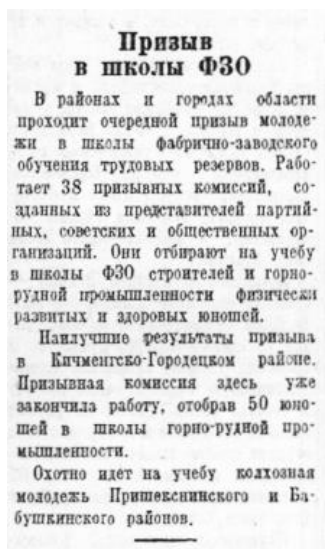 Призыв
в школы ФЗО
В районах и городах области
проходит очередной призыв молоде-
жи в школы фабрично-заводского
обучения трудовых резервов. Рабо-
тает 38 призывных комиссий, со-
зданных из представителей партий-
ных, советских и общественных ор-
ганизаций. Они отбирают на учебу
в школы ФЗО строителей и горно-
рудной промышленности физически
развитых и здоровых юношей.
Наилучшие результаты призыва
в Кичменгско-Городецком районе.
Призывная комиссия здесь уже
закончила работу, отобрав 50 юно-
шей в школы горно-рудной про-
мышленности.
Охотно идет на учебу колхозная
молодежь Пришекснинского и Ба-
бушкинского районов.